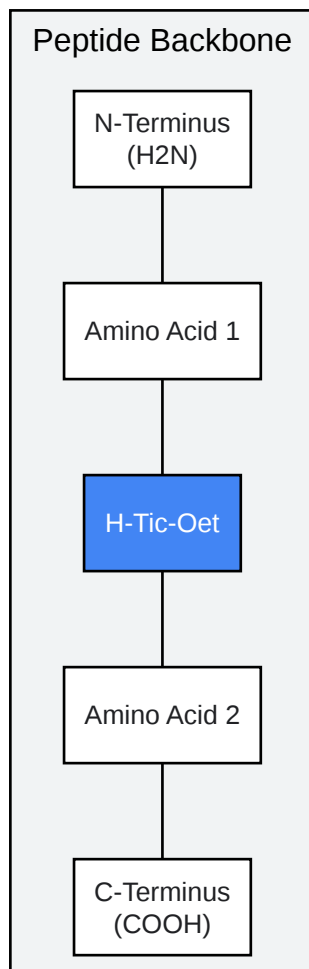 Peptide Backbone
N-Terminus
(H2N)
Amino Acid 1
H-Tic-Oet
Amino Acid 2
C-Terminus
(COOH)